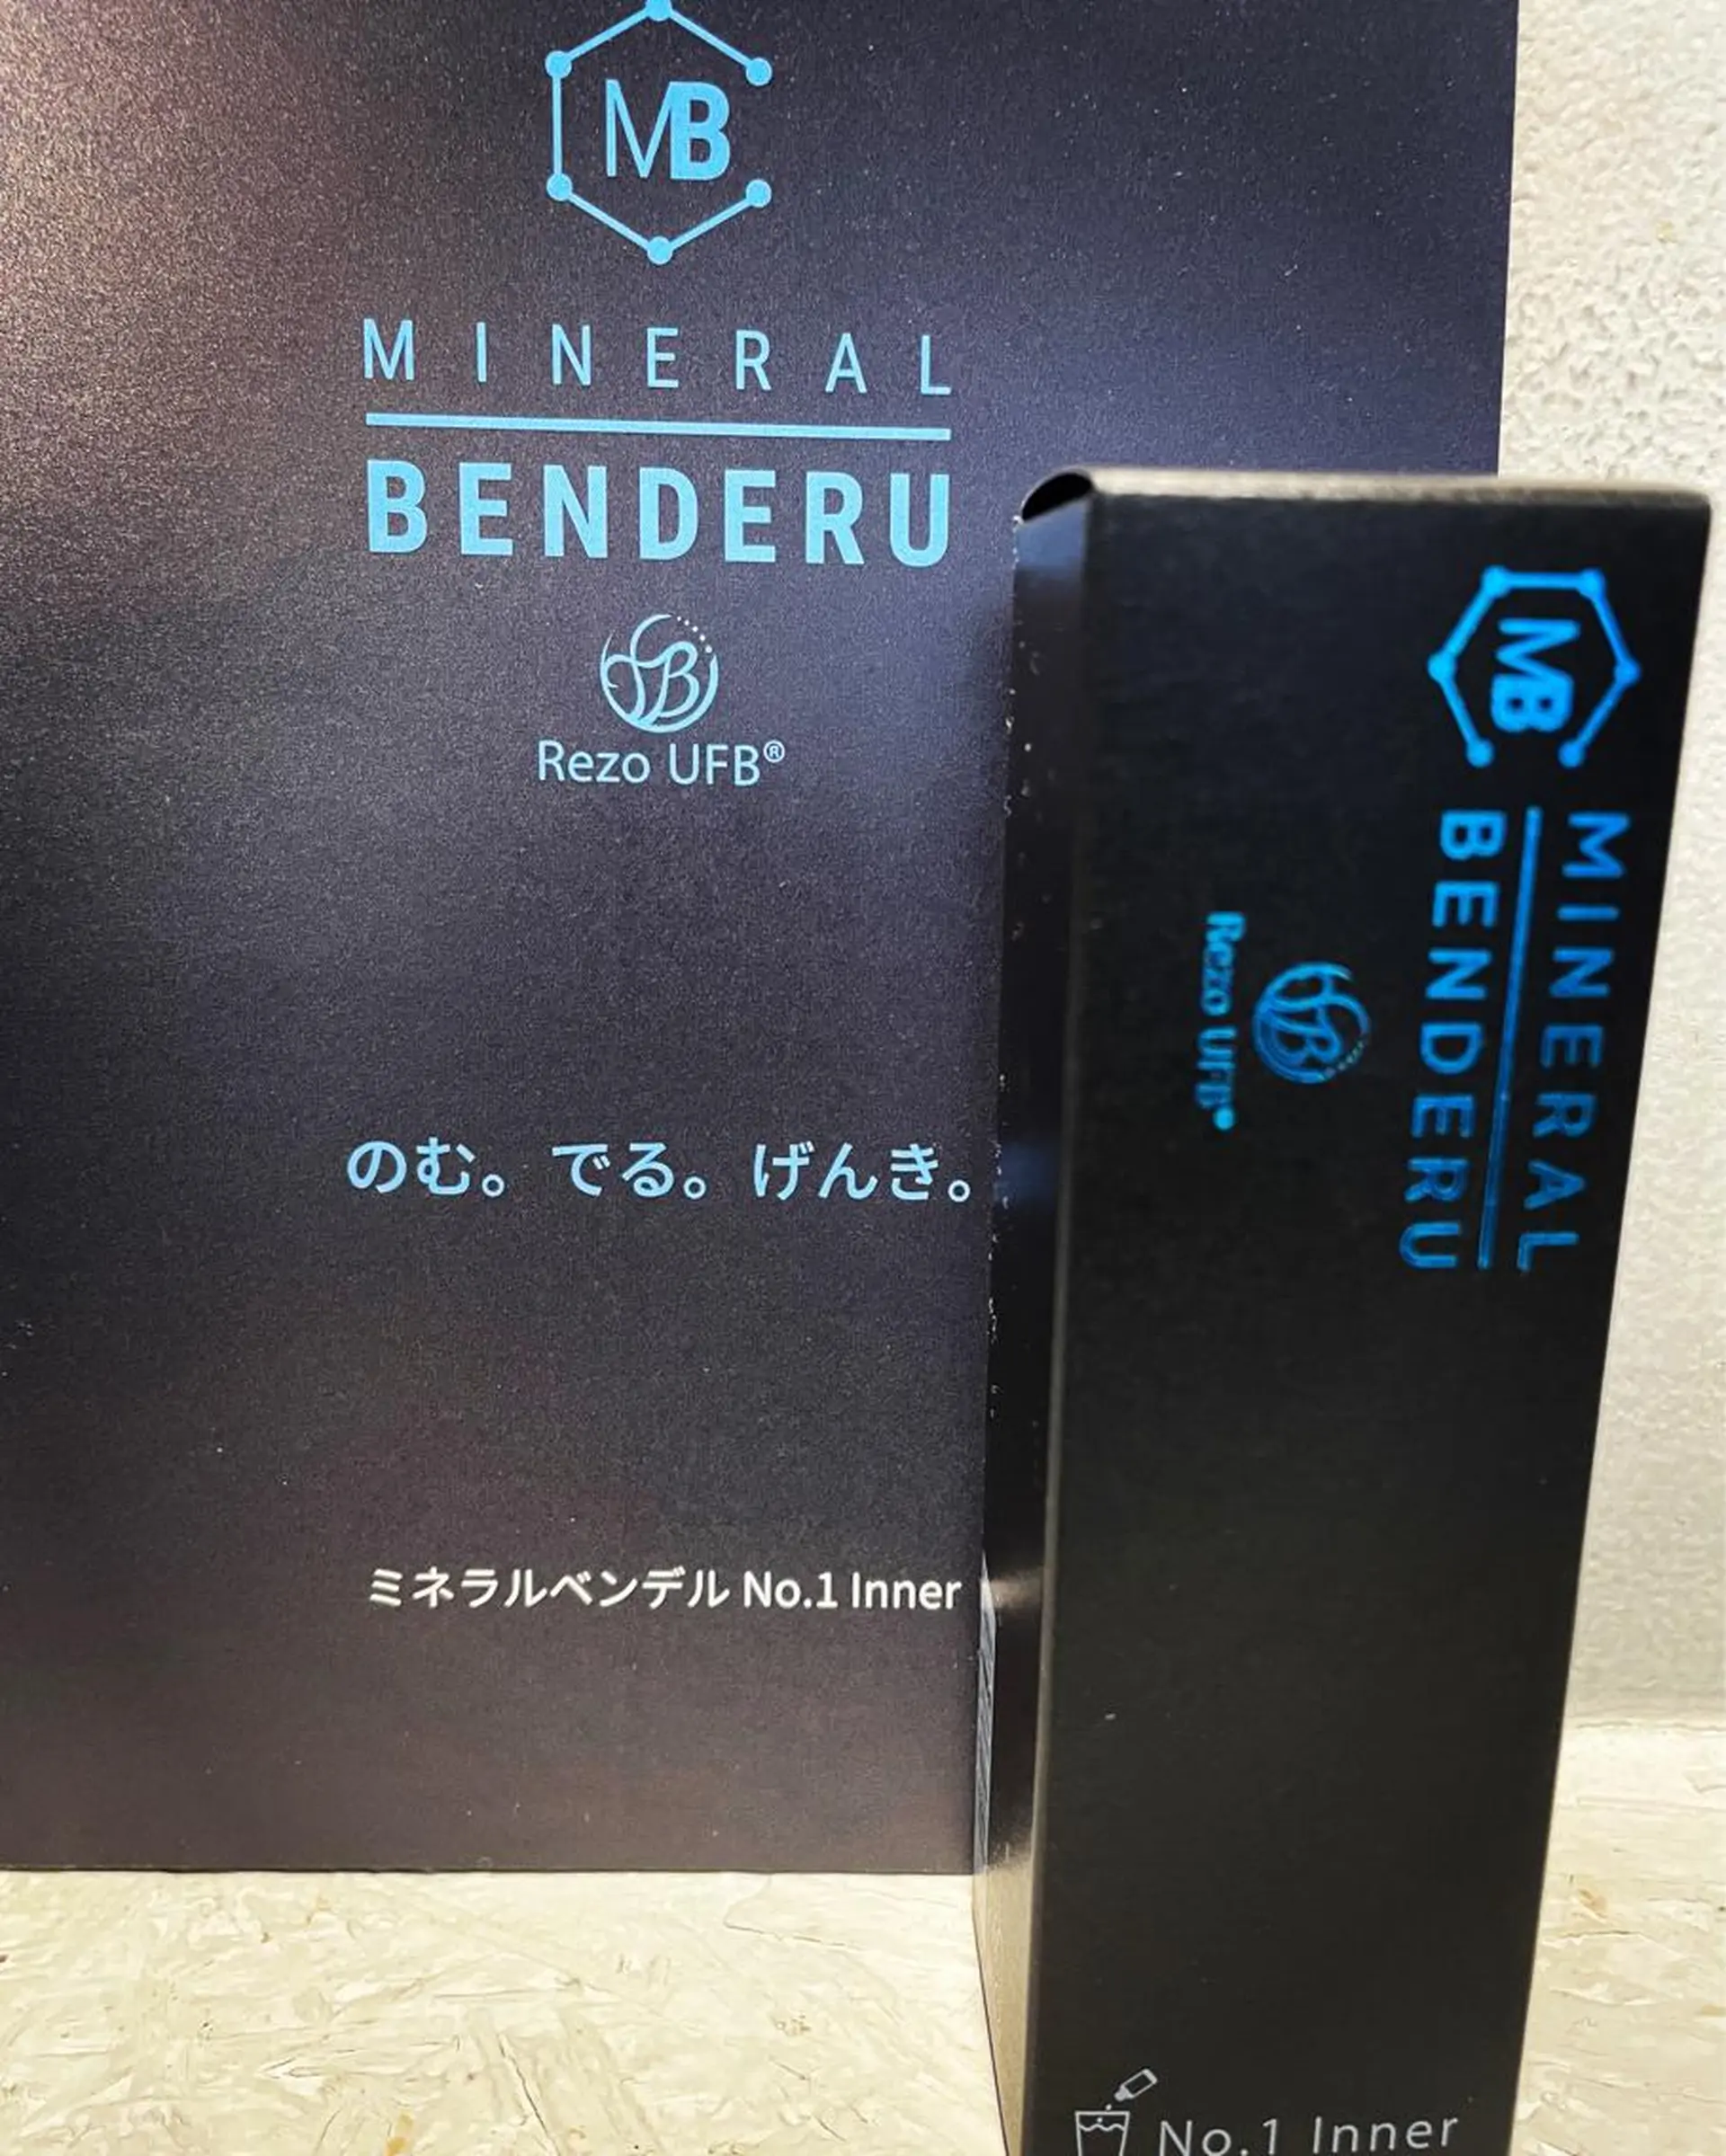 MB
MINERAL
BENDERU
Rezo UFB®
のむ。でる。げんき。
ミネラルベンデル No.1 Inner
MB
MINERAL
BENDERU
Rezo UFB®
No.1 Inner